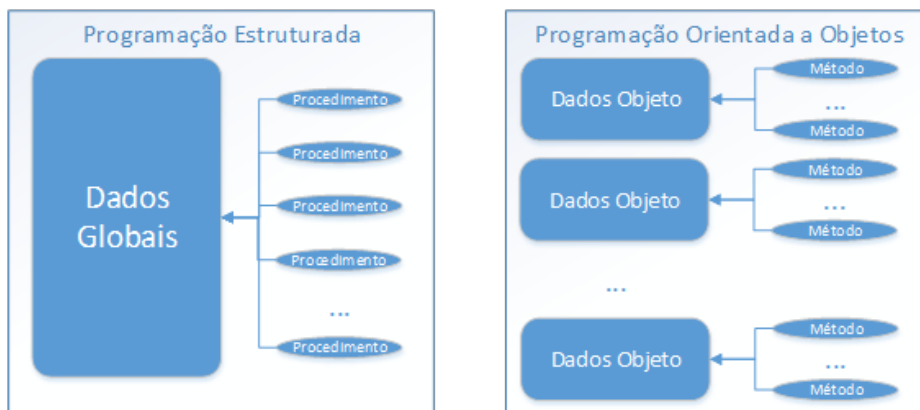 Programação Estruturada
Dados
Globais
Procedimento
Procedimento
Procedimento
Procedimento
...
Procedimento
Programação Orientada a Objetos
Dados Objeto
Método
...
Método
Dados Objeto
Método
...
Método
...
Dados Objeto
Método
...
Método